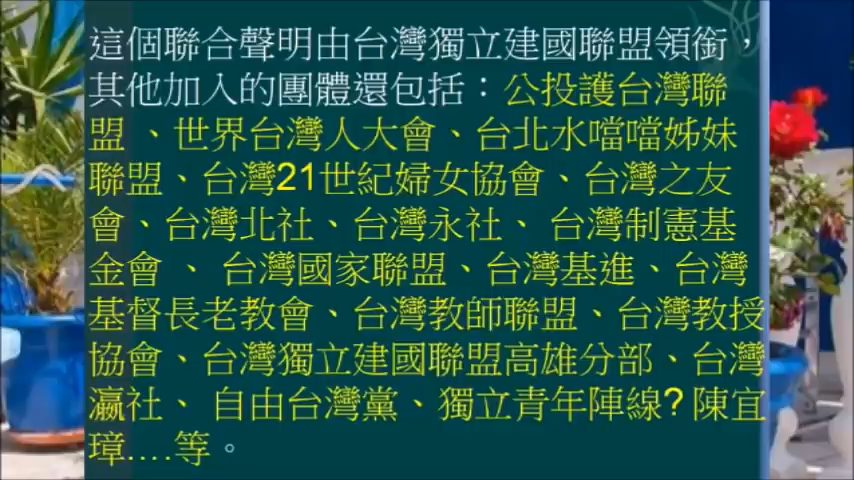 這個聯合聲明由台灣獨立建國聯盟領銜，
其他加入的團體還包括：公投護台灣聯
盟 、世界台灣人大會、台北水噹噹姊妹
聯盟、台灣21世紀婦女協會、台灣之友
會、台灣北社、台灣永社、 台灣制憲基
金會 、 台灣國家聯盟、台灣基進、台灣
基督長老教會、台灣教師聯盟、台灣教授
協會、台灣獨立建國聯盟高雄分部、台灣
瀛社、 自由台灣黨、獨立青年陣線? 陳宜
璋....等。